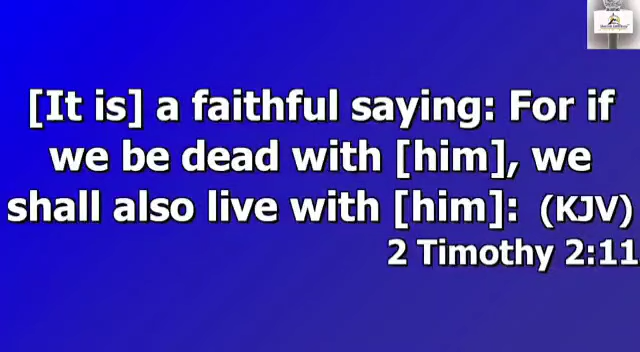 [It is] a faithful saying: For if
we be dead with [him], we
shall also live with [him]: (KJV)
2 Timothy 2:11